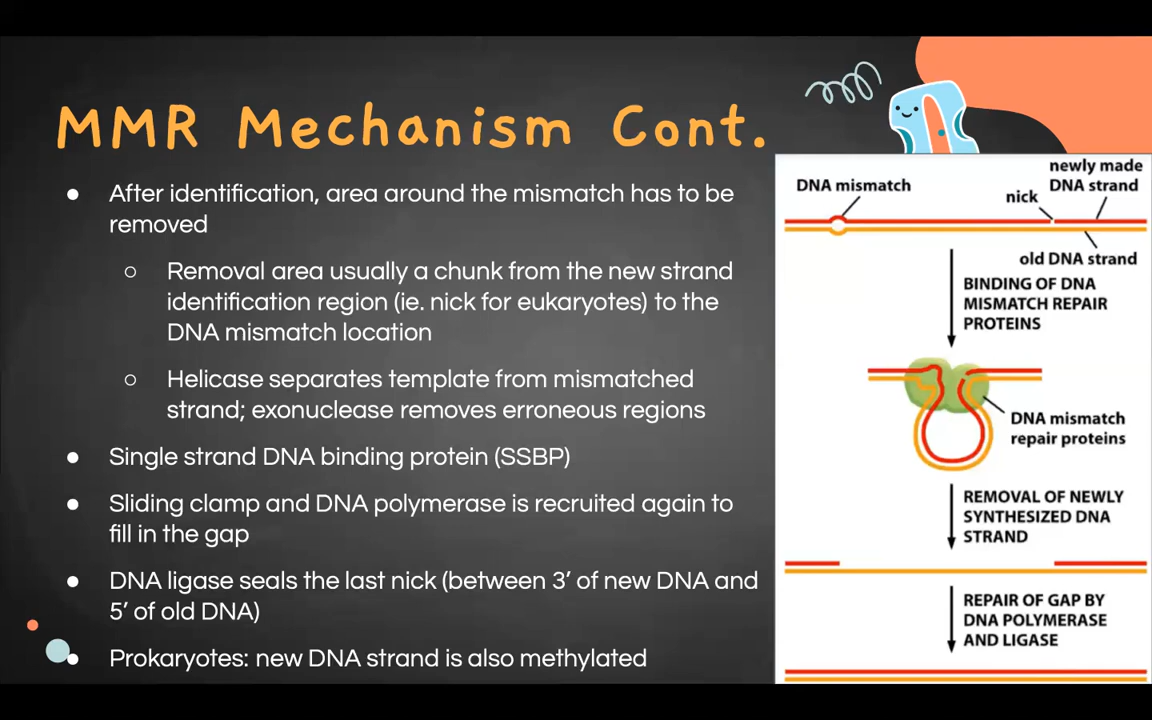 MMR Mechanism Cont.
● After identification, area around the mismatch has to be
removed
○ Removal area usually a chunk from the new strand
identification region (ie. nick for eukaryotes) to the
DNA mismatch location
○ Helicase separates template from mismatched
strand; exonuclease removes erroneous regions
● Single strand DNA binding protein (SSBP)
● Sliding clamp and DNA polymerase is recruited again to
fill in the gap
● DNA ligase seals the last nick (between 3’ of new DNA and
5’ of old DNA)
● Prokaryotes: new DNA strand is also methylated
newly made
DNA strand
DNA mismatch
nick
old DNA strand
BINDING OF DNA
MISMATCH REPAIR
PROTEINS
DNA mismatch
repair proteins
REMOVAL OF NEWLY
SYNTHESIZED DNA
STRAND
REPAIR OF GAP BY
DNA POLYMERASE
AND LIGASE